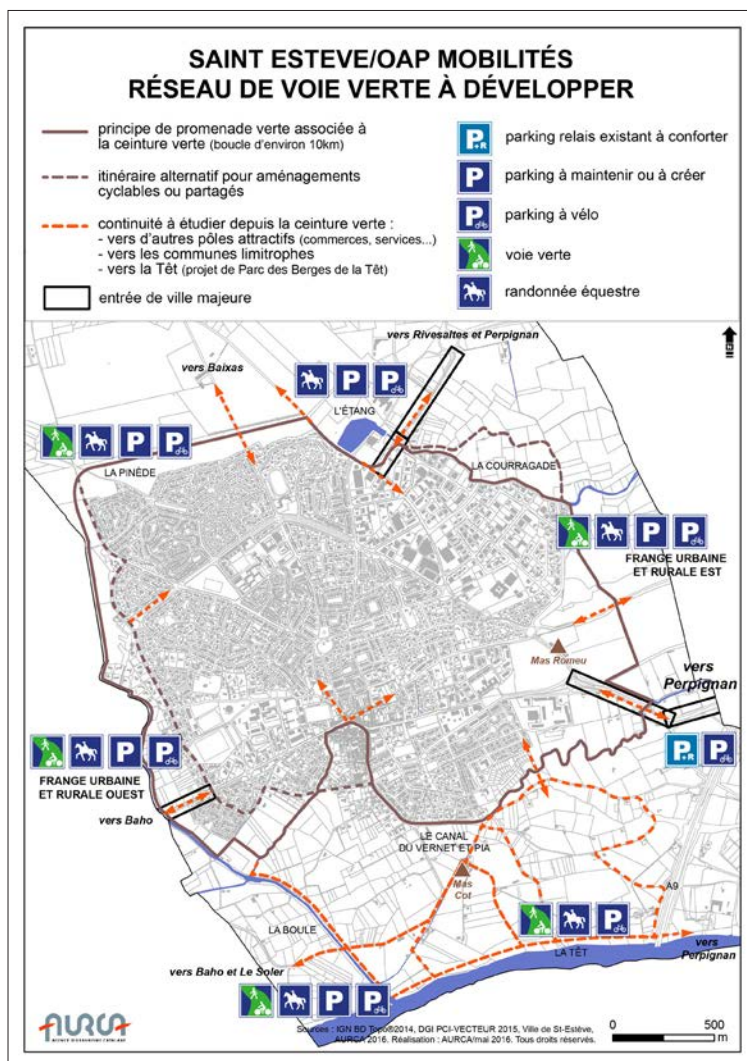 SAINT ESTEVE/OAP MOBILITÉS
RÉSEAU DE VOIE VERTE À DÉVELOPPER
principe de promenade verte associée à
la ceinture verte (boucle d'environ 10km)
itinéraire alternatif pour aménagements
cyclables ou partagés
continuité à étudier depuis la ceinture verte :
- vers d'autres pôles attractifs (commerces, services...)
- vers les communes limitrophes
- vers la Têt (projet de Parc des Berges de la Têt)
entrée de ville majeure
P+R parking relais existant à conforter
P parking à maintenir ou à créer
P parking à vélo
voie verte
randonnée équestre
vers Rivesaltes et Perpignan
vers Baixas
P P
L'ÉTANG
P P
LA PINÈDE
LA COURRAGADE
P P
FRANGE URBAINE
ET RURALE EST
Mas Romeu
vers
Perpignan
P+R P
P P
FRANGE URBAINE
ET RURALE OUEST
vers Baho
LE CANAL
DU VERNET ET PIA
Mas
Cot
A9
P
LA BOULE
LA TÊT
vers
Perpignan
vers Baho et Le Soler
P P
AURCA
AGENCE D'URBANISME CATALANE
Sources : IGN BD Topo®2014, DGI PCI-VECTEUR 2015, Ville de St-Estève,
AURCA 2016. Réalisation : AURCA/mai 2016. Tous droits réservés.
0 500
m